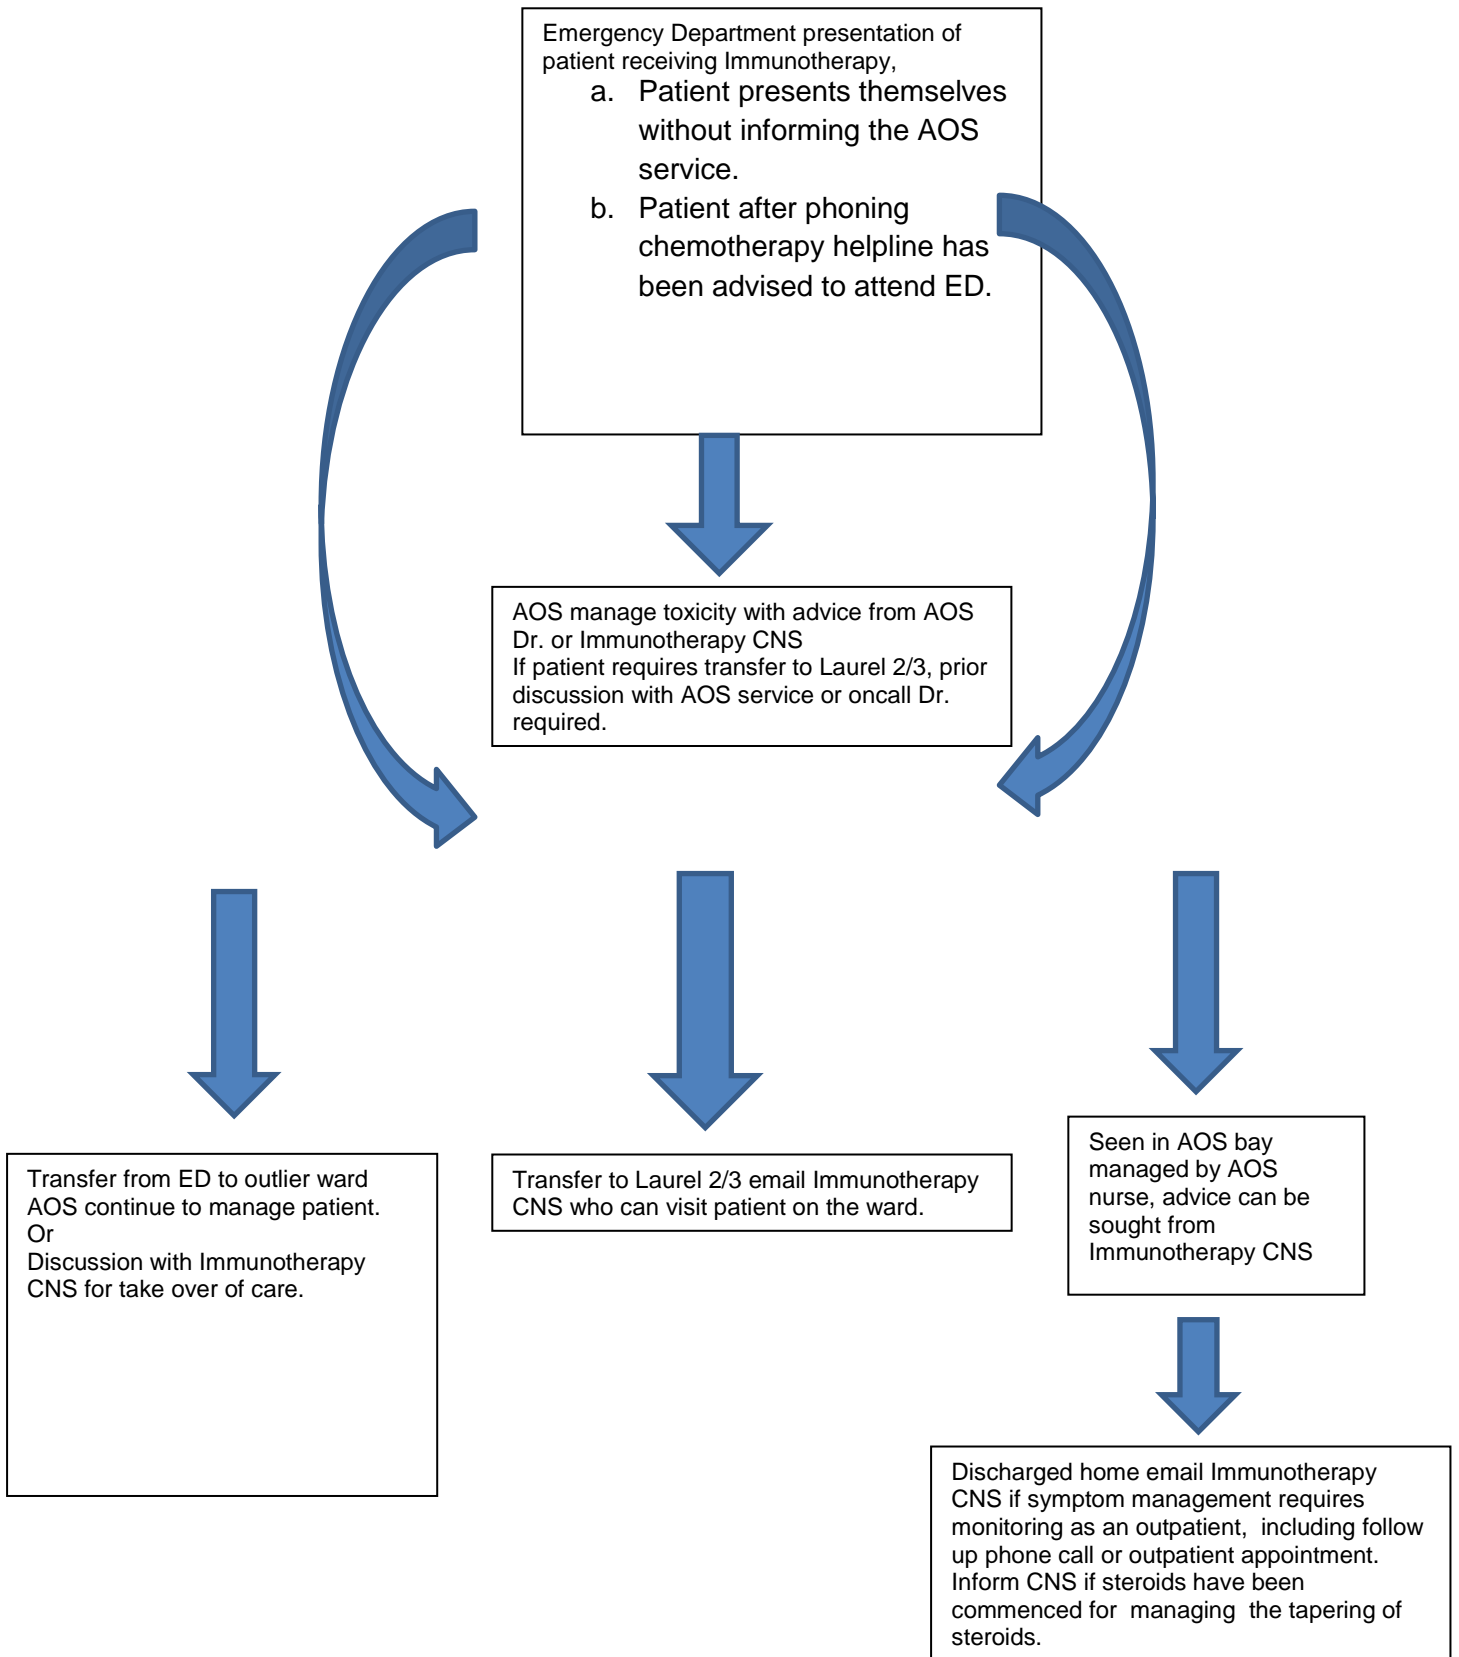 Emergency Department presentation of
patient receiving Immunotherapy,
a. Patient presents themselves
without informing the AOS
service.
b. Patient after phoning
chemotherapy helpline has
been advised to attend ED.
AOS manage toxicity with advice from AOS
Dr. or Immunotherapy CNS
If patient requires transfer to Laurel 2/3, prior
discussion with AOS service or oncall Dr.
required.
Transfer from ED to outlier ward
AOS continue to manage patient.
Or
Discussion with Immunotherapy
CNS for take over of care.
Transfer to Laurel 2/3 email Immunotherapy
CNS who can visit patient on the ward.
Seen in AOS bay
managed by AOS
nurse, advice can be
sought from
Immunotherapy CNS
Discharged home email Immunotherapy
CNS if symptom management requires
monitoring as an outpatient, including follow
up phone call or outpatient appointment.
Inform CNS if steroids have been
commenced for managing the tapering of
steroids.